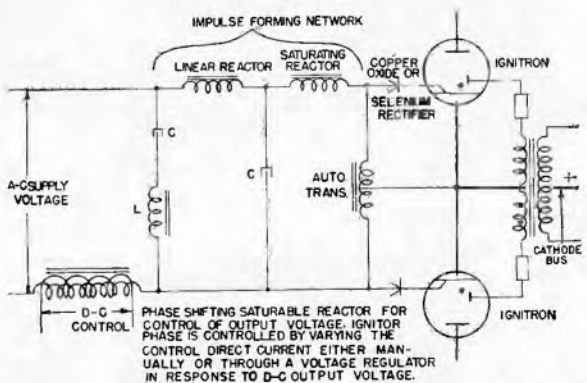 IMPULSE FORMING NETWORK
SATURATING
REACTOR
LINEAR REACTOR
COPPER
OXIDE OR
SELENIUM
RECTIFIER
IGNITRON
C
C
A-C SUPPLY
VOLTAGE
L
AUTO
TRANS.
+
CATHODE
BUS
D-C
CONTROL
IGNITRON
PHASE SHIFTING SATURABLE REACTOR FOR
CONTROL OF OUTPUT VOLTAGE. IGNITOR
PHASE IS CONTROLLED BY VARYING THE
CONTROL DIRECT CURRENT EITHER MAN-
UALLY OR THROUGH A VOLTAGE REGULATOR
IN RESPONSE TO D-C OUTPUT VOLTAGE.